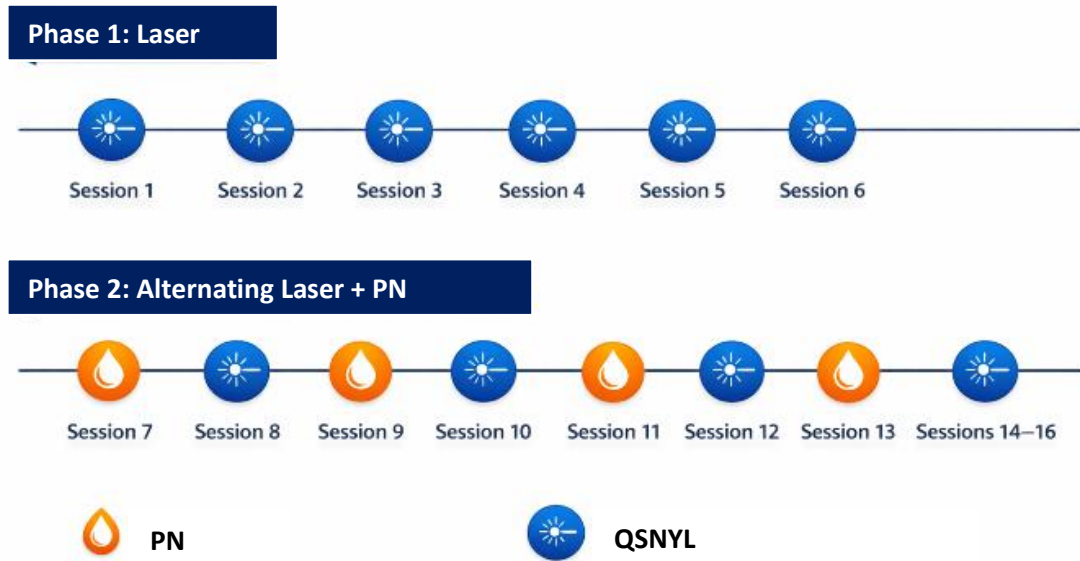 Phase 1: Laser
Session 1 Session 2 Session 3 Session 4 Session 5 Session 6
Phase 2: Alternating Laser + PN
Session 7 Session 8 Session 9 Session 10 Session 11 Session 12 Session 13 Sessions 14–16
PN QSNYL